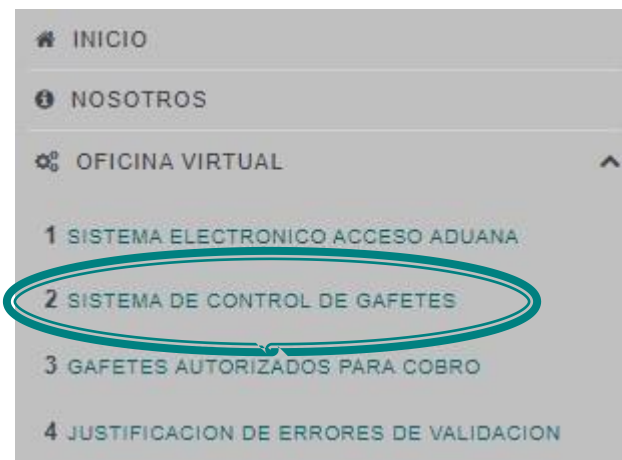 INICIO
NOSOTROS
OFICINA VIRTUAL
1 SISTEMA ELECTRONICO ACCESO ADUANA
2 SISTEMA DE CONTROL DE GAFETES
3 GAFETES AUTORIZADOS PARA COBRO
4 JUSTIFICACION DE ERRORES DE VALIDACION